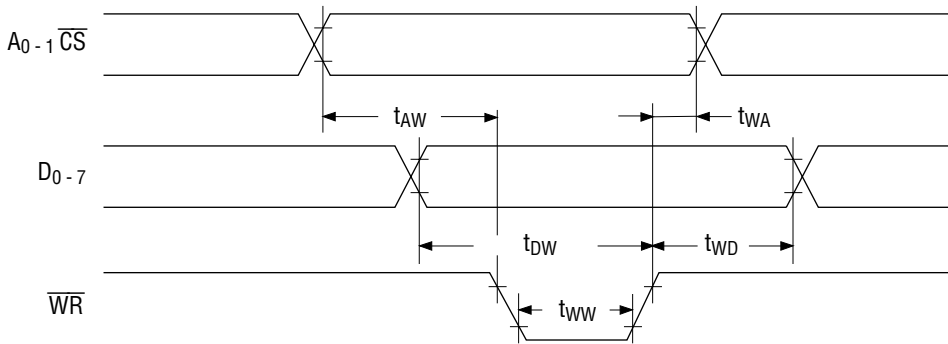 A0 - 1 CS
tAW
tWA
D0 - 7
tDW
tWD
WR
tWW